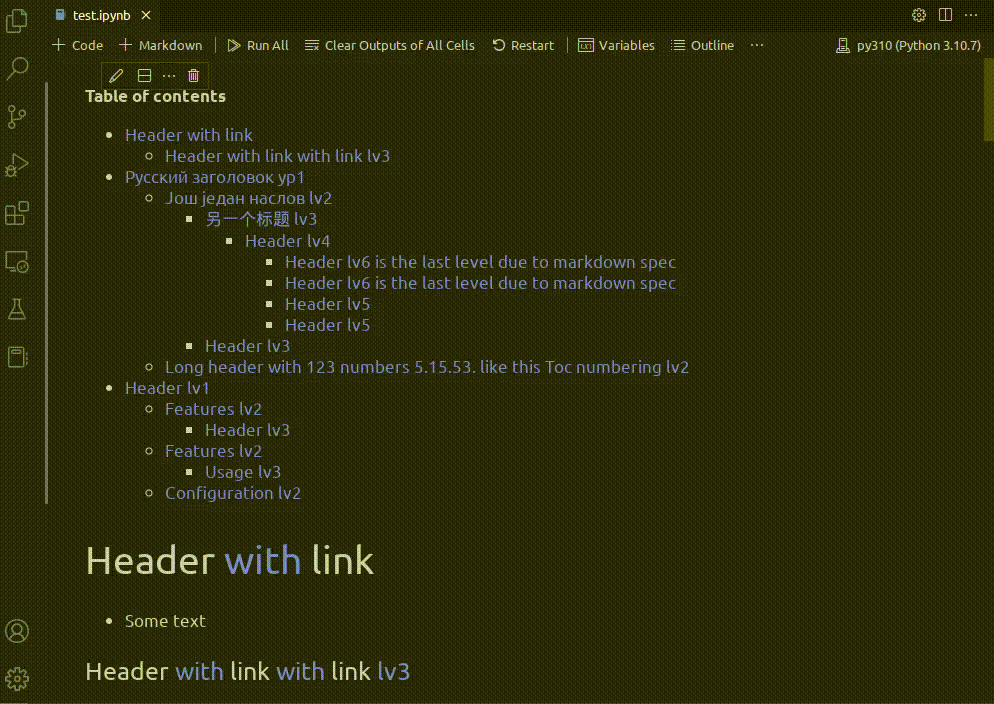 test.ipynb
Code Markdown Run All Clear Outputs of All Cells Restart Variables Outline ··· py310 (Python 3.10.7)
Table of contents
Header with link
Header with link with link lv3
Русский заголовок ур1
Још један наслов lv2
另一个标题 lv3
Header lv4
Header lv6 is the last level due to markdown spec
Header lv6 is the last level due to markdown spec
Header lv5
Header lv5
Header lv3
Long header with 123 numbers 5.15.53. like this Toc numbering lv2
Header lv1
Features lv2
Header lv3
Features lv2
Usage lv3
Configuration lv2
Header with link
Some text
Header with link with link lv3